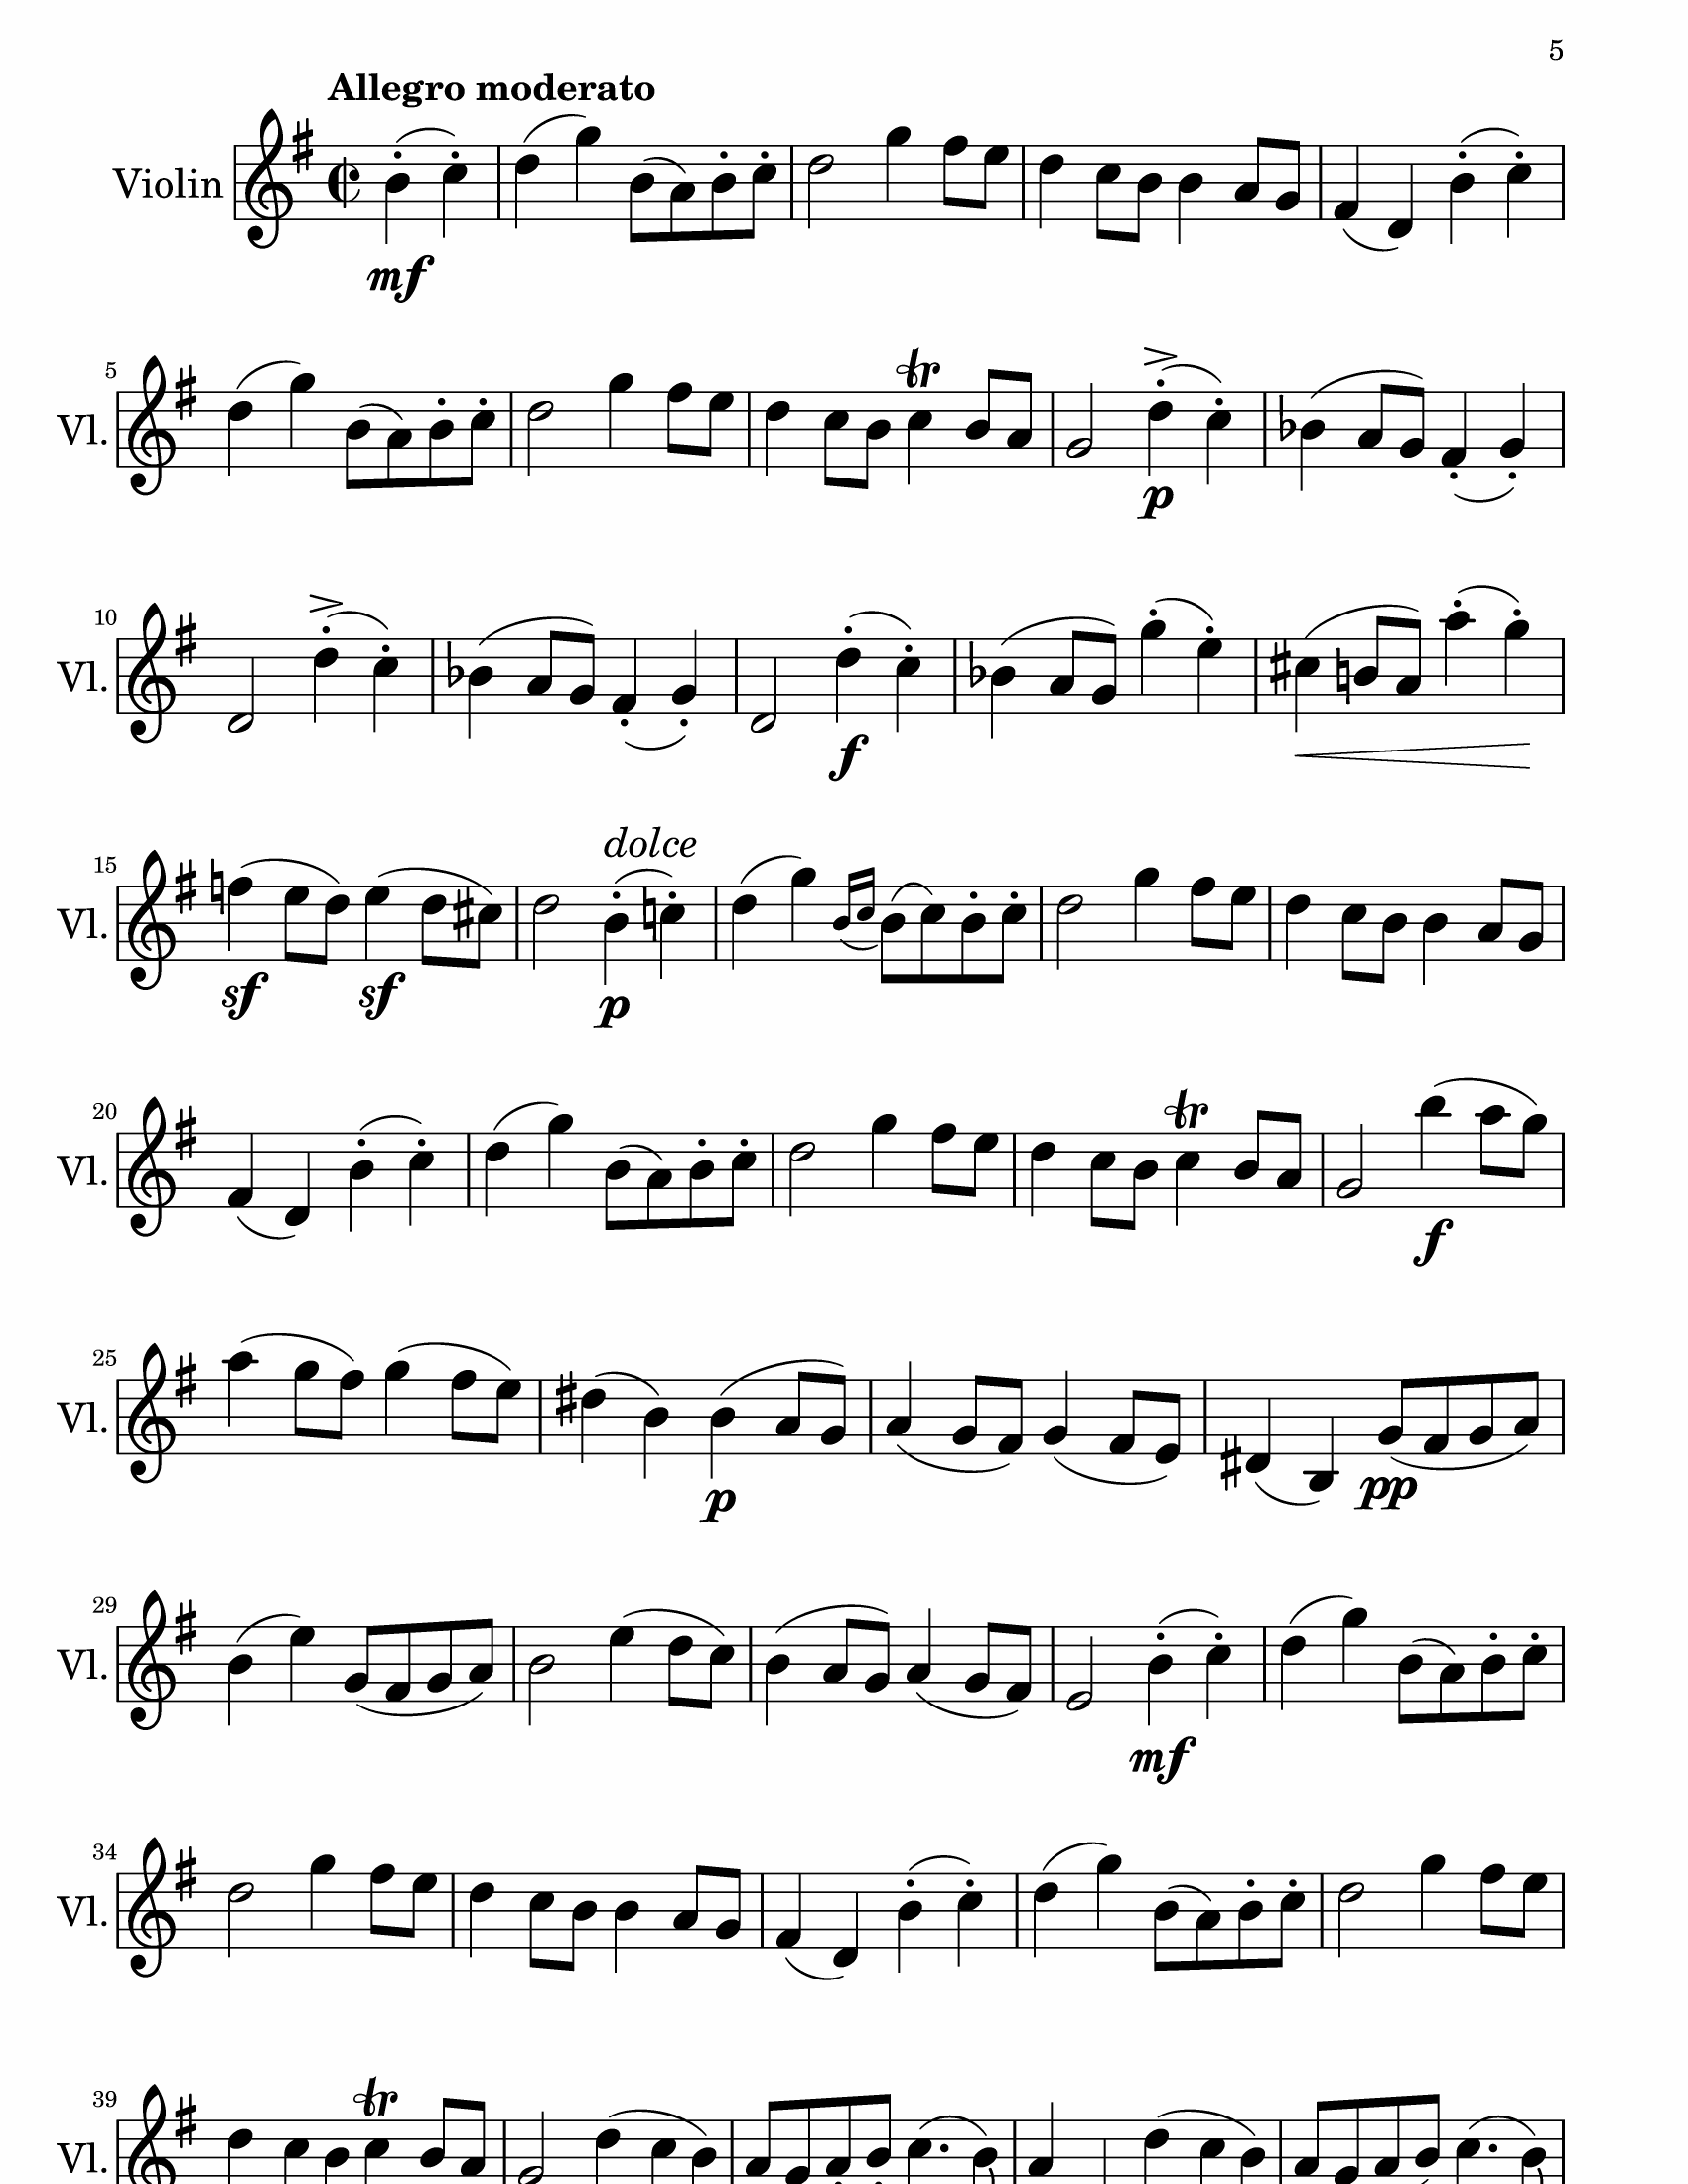 5
Allegro moderato
Violin
mf
5
Vl.
tr
p
10
Vl.
f
15
Vl.
dolce
sf sf p
20
Vl.
tr
f
25
Vl.
p pp
29
Vl.
mf
34
Vl.
39
Vl.
tr